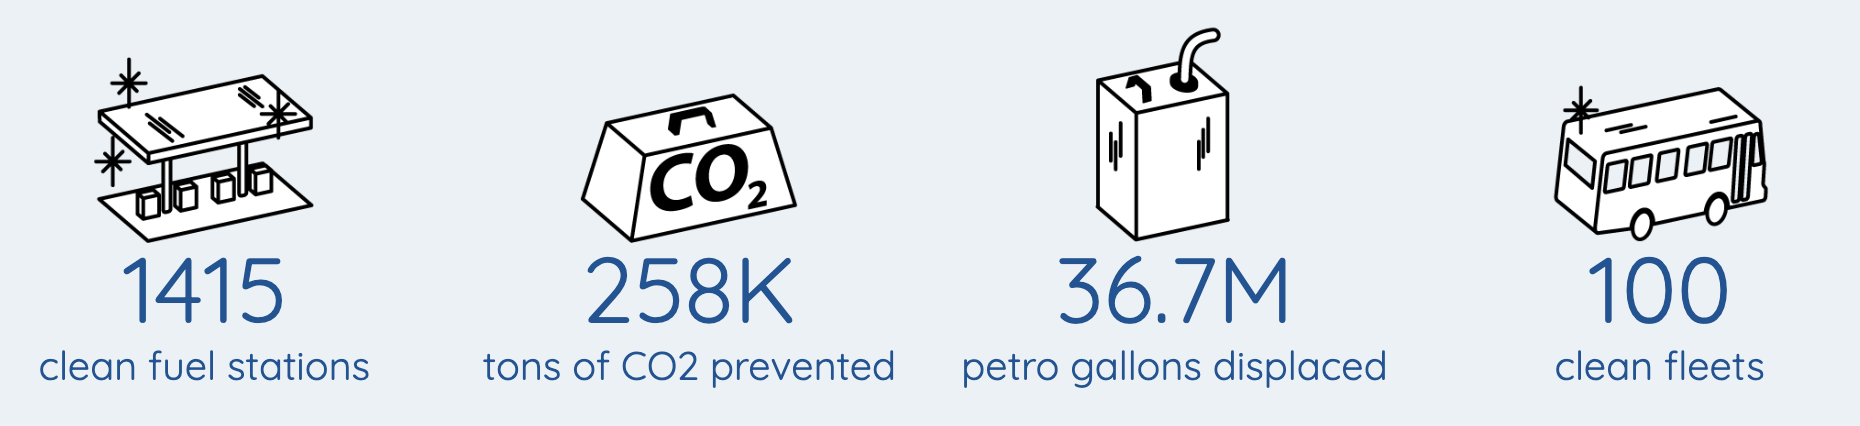 CO2
1415
258K
36.7M
100
clean fuel stations
tons of CO2 prevented
petro gallons displaced
clean fleets